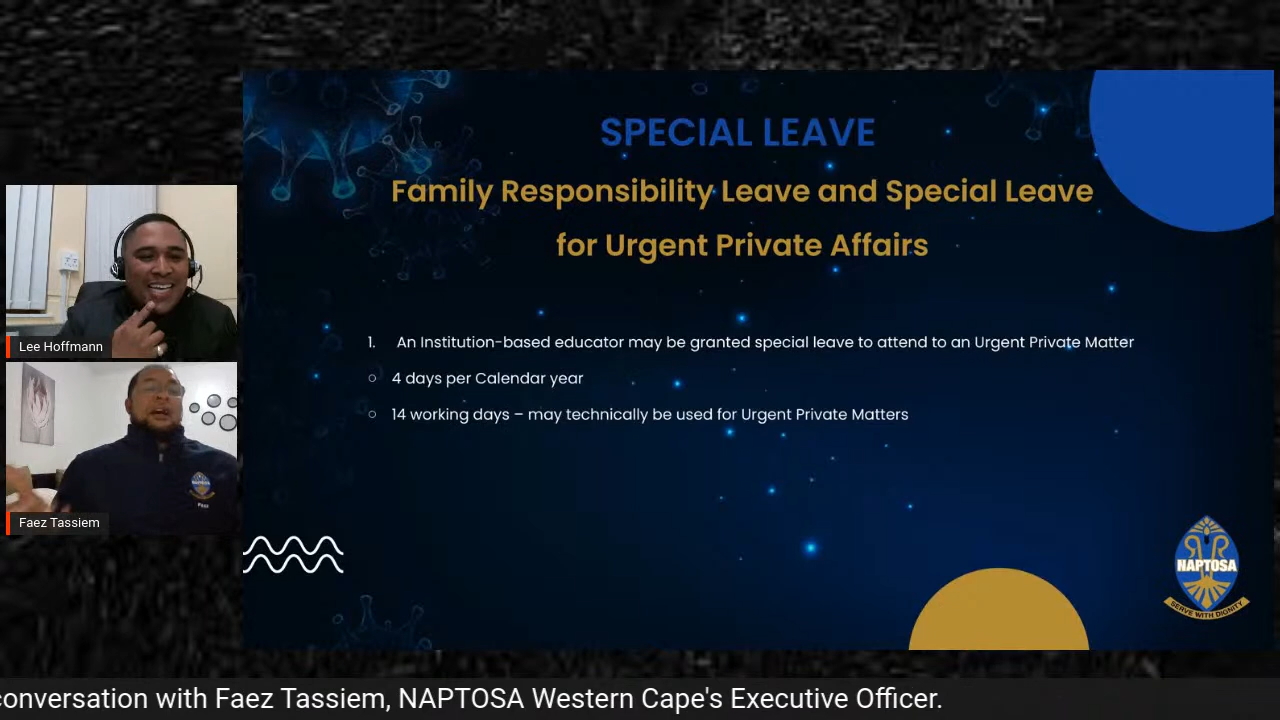 SPECIAL LEAVE
Family Responsibility Leave and Special Leave
for Urgent Private Affairs
1. An Institution-based educator may be granted special leave to attend to an Urgent Private Matter
○ 4 days per Calendar year
○ 14 working days – may technically be used for Urgent Private Matters
Lee Hoffmann
Faez Tassiem
NAPTOSA
SERVE WITH DIGNITY
conversation with Faez Tassiem, NAPTOSA Western Cape's Executive Officer.